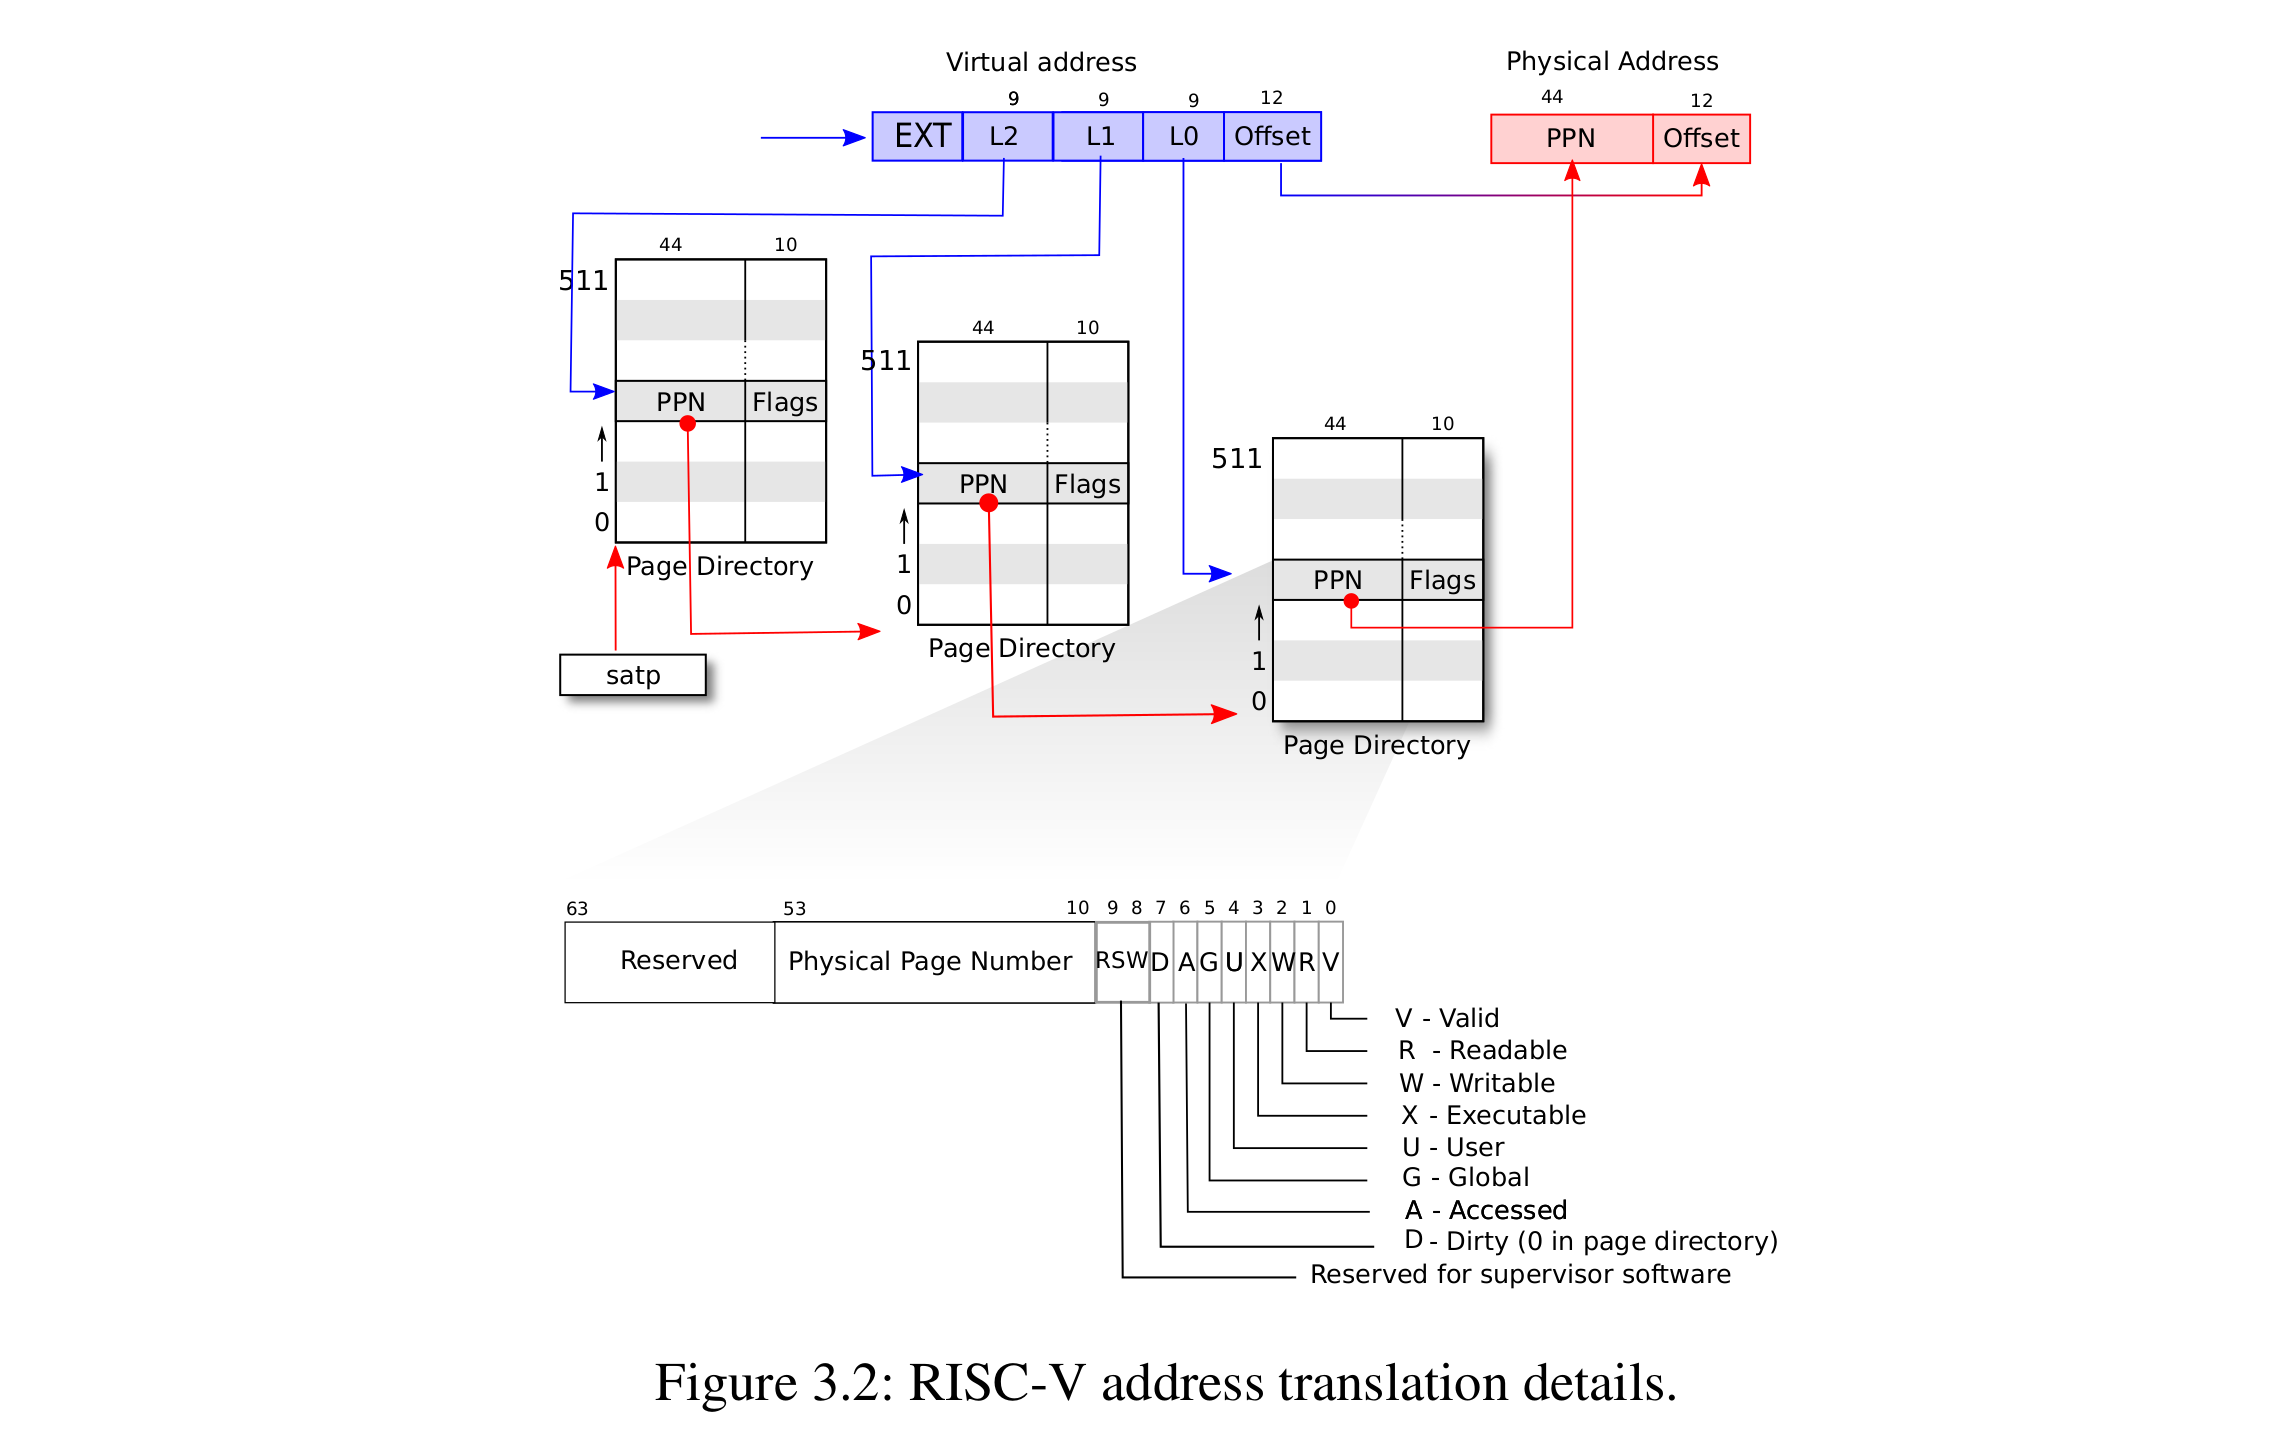 Virtual address
Physical Address
9 9 9 12
44 12
EXT L2 L1 L0 Offset
PPN Offset
44 10
511
PPN Flags
1
0
Page Directory
satp
44 10
511
PPN Flags
1
0
Page Directory
44 10
511
PPN Flags
1
0
Page Directory
63 53 10 9 8 7 6 5 4 3 2 1 0
Reserved Physical Page Number RSW D A G U X W R V
V - Valid
R - Readable
W - Writable
X - Executable
U - User
G - Global
A - Accessed
D - Dirty (0 in page directory)
Reserved for supervisor software
Figure 3.2: RISC-V address translation details.